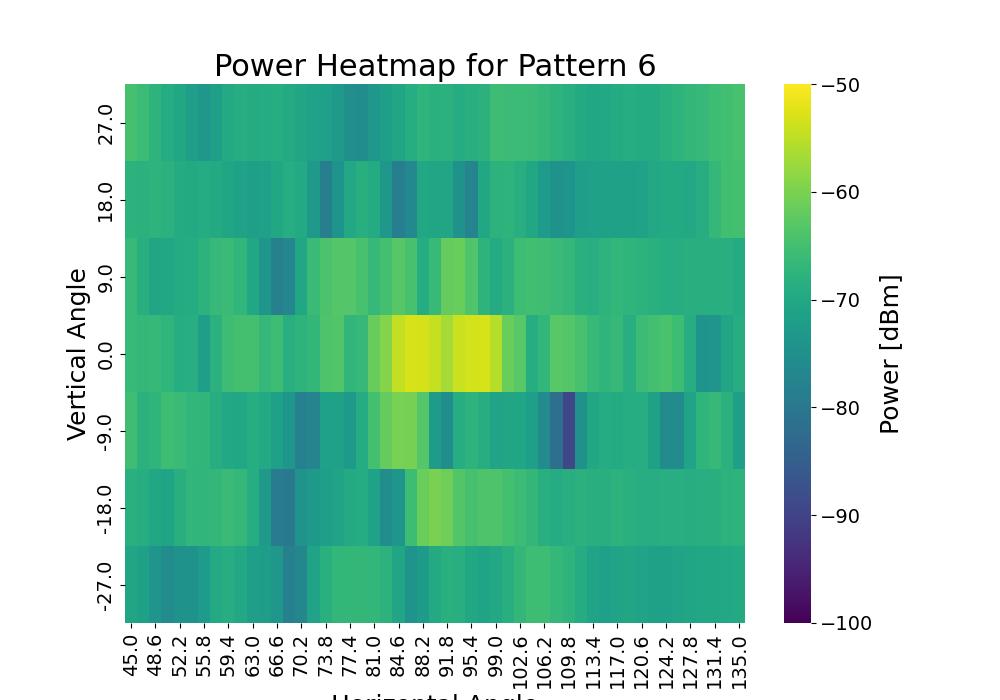 Power Heatmap for Pattern 6
Vertical Angle
27.0
18.0
9.0
0.0
-9.0
-18.0
-27.0
45.0 48.6 52.2 55.8 59.4 63.0 66.6 70.2 73.8 77.4 81.0 84.6 88.2 91.8 95.4 99.0 102.6 106.2 109.8 113.4 117.0 120.6 124.2 127.8 131.4 135.0
Horizontal Angle
−50
−60
−70
−80
−90
−100
Power [dBm]